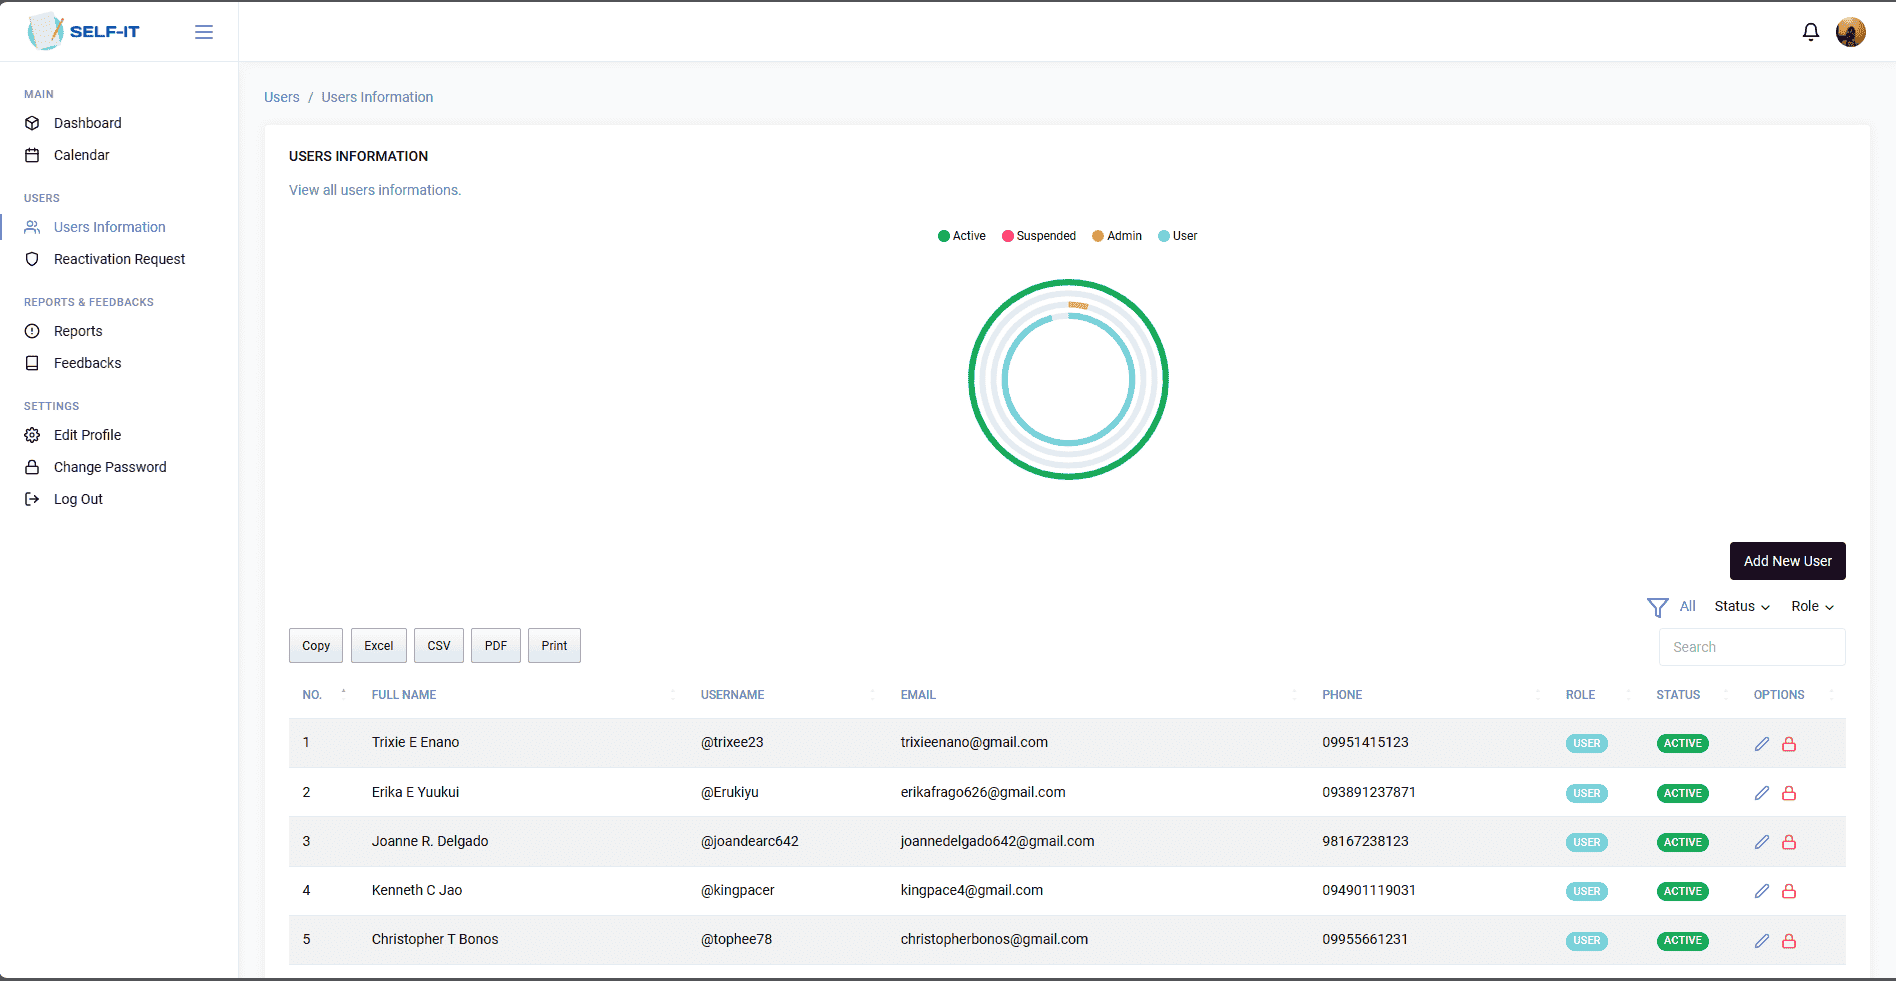 SELF-IT
MAIN
Dashboard
Calendar
USERS
Users Information
Reactivation Request
REPORTS & FEEDBACKS
Reports
Feedbacks
SETTINGS
Edit Profile
Change Password
Log Out
Users / Users Information
USERS INFORMATION
View all users informations.
Active Suspended Admin User
Add New User
All Status Role
Copy Excel CSV PDF Print
Search
NO. FULL NAME USERNAME EMAIL PHONE ROLE STATUS OPTIONS
1 Trixie E Enano @trixee23 trixieenano@gmail.com 09951415123 USER ACTIVE
2 Erika E Yuukui @Erukiyu erikafrago626@gmail.com 093891237871 USER ACTIVE
3 Joanne R. Delgado @joandearc642 joannedelgado642@gmail.com 98167238123 USER ACTIVE
4 Kenneth C Jao @kingpacer kingpace4@gmail.com 094901119031 USER ACTIVE
5 Christopher T Bonos @tophee78 christopherbonos@gmail.com 09955661231 USER ACTIVE